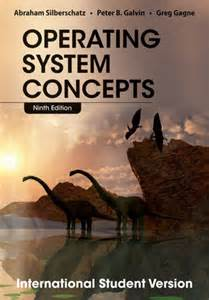 Abraham Silberschatz • Peter B. Galvin • Greg Gagne
OPERATING
SYSTEM
CONCEPTS
Ninth Edition
International Student Version